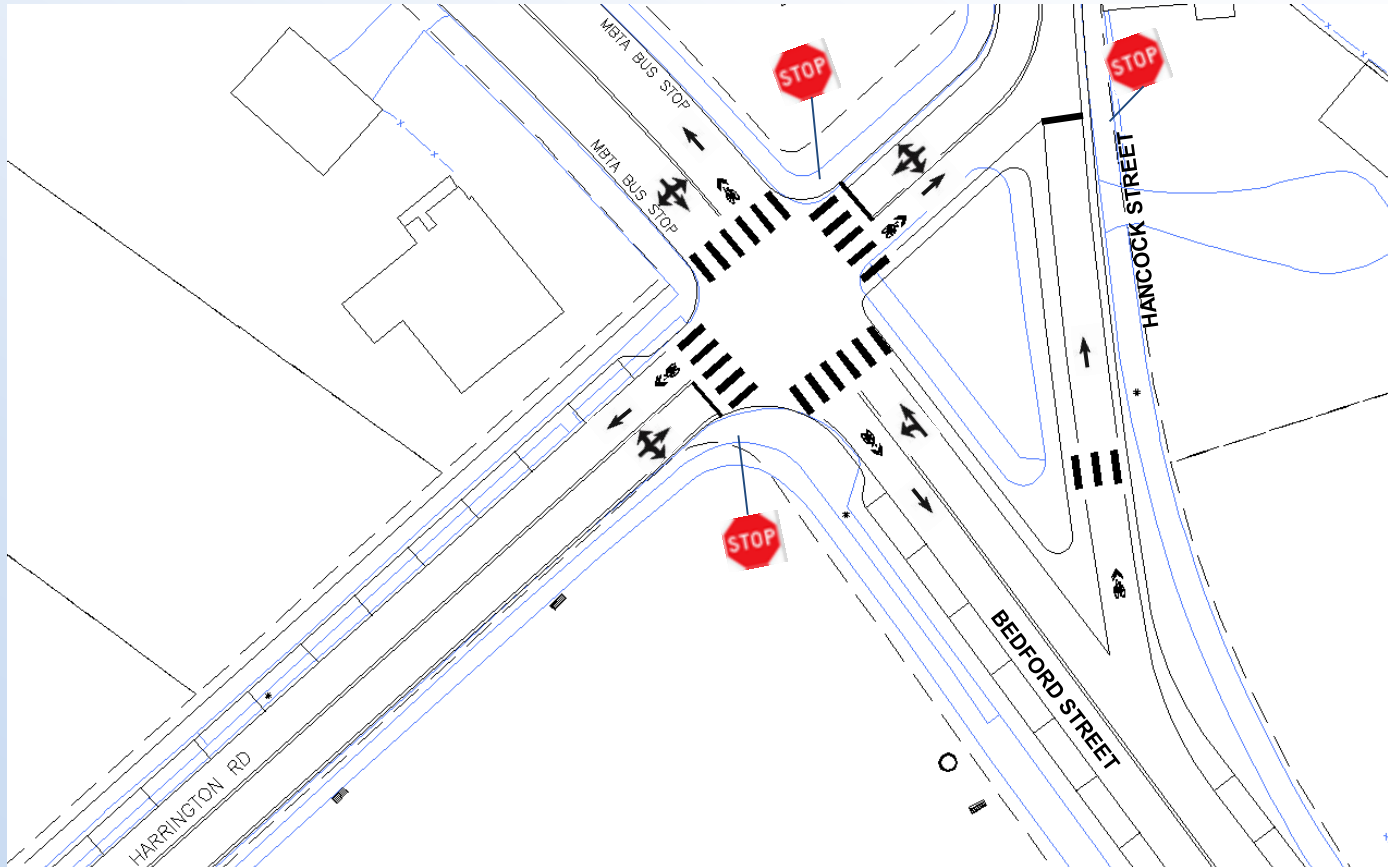 MBTA BUS STOP
STOP
STOP
MBTA BUS STOP
HANCOCK STREET
STOP
BEDFORD STREET
HARRINGTON RD